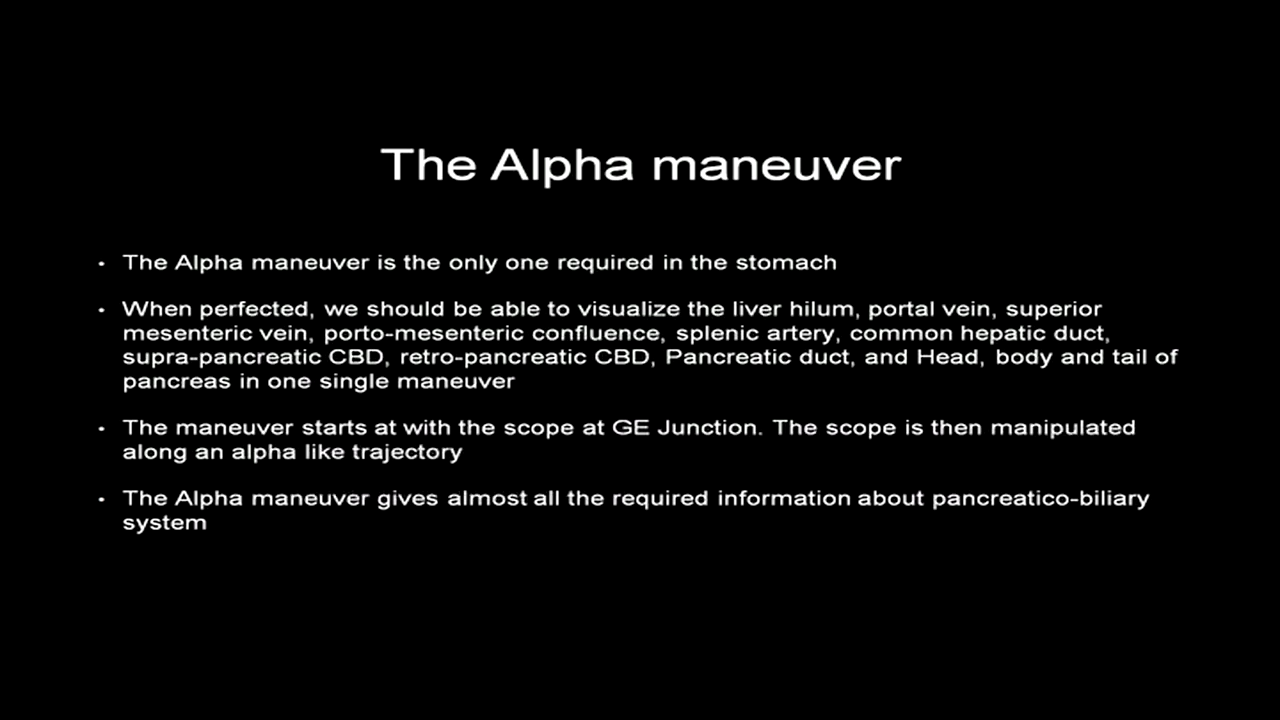 The Alpha maneuver
• The Alpha maneuver is the only one required in the stomach
• When perfected, we should be able to visualize the liver hilum, portal vein, superior
mesenteric vein, porto-mesenteric confluence, splenic artery, common hepatic duct,
supra-pancreatic CBD, retro-pancreatic CBD, Pancreatic duct, and Head, body and tail of
pancreas in one single maneuver
• The maneuver starts at with the scope at GE Junction. The scope is then manipulated
along an alpha like trajectory
• The Alpha maneuver gives almost all the required information about pancreatico-biliary
system